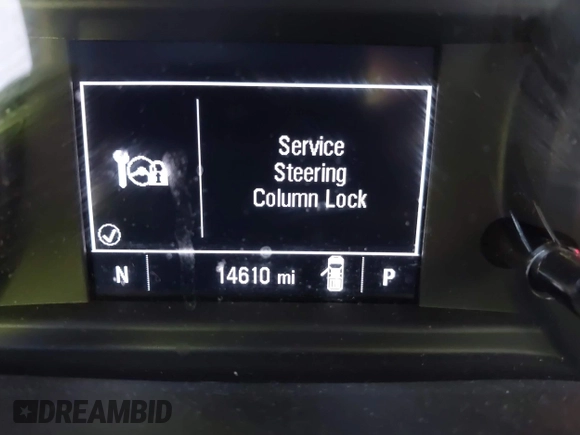 Service
Steering
Column Lock
N 14610 mi P
DREAMBID